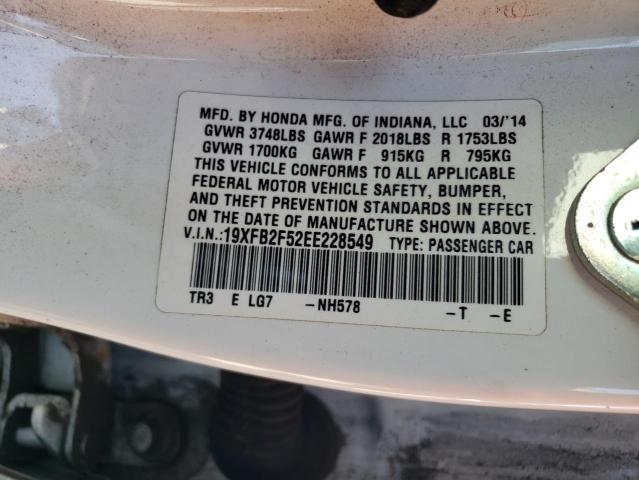 MFD. BY HONDA MFG. OF INDIANA, LLC 03/'14
GVWR 3748LBS GAWR F 2018LBS R 1753LBS
GVWR 1700KG GAWR F 915KG R 795KG
THIS VEHICLE CONFORMS TO ALL APPLICABLE
FEDERAL MOTOR VEHICLE SAFETY, BUMPER,
AND THEFT PREVENTION STANDARDS IN EFFECT
ON THE DATE OF MANUFACTURE SHOWN ABOVE.
V.I.N.:19XFB2F52EE228549 TYPE: PASSENGER CAR
TR3 E LG7 -NH578 -T -E